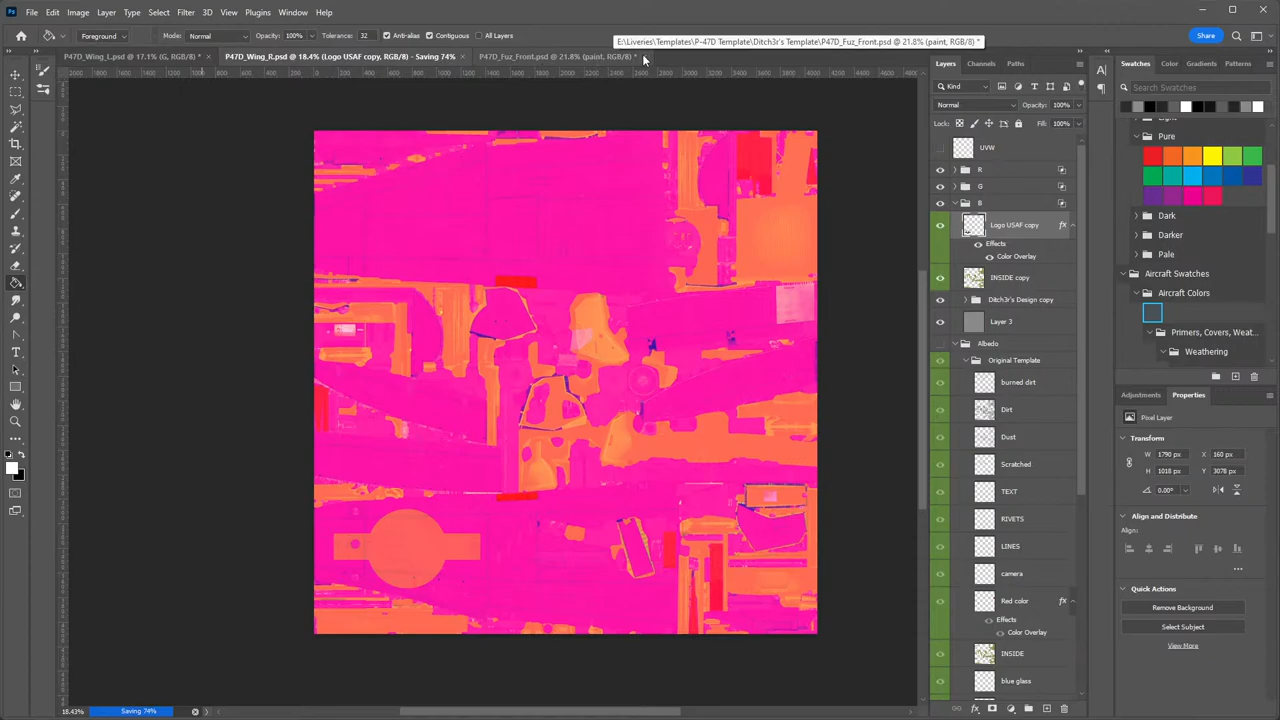 Ps File Edit Image Layer Type Select Filter 3D View Plugins Window Help
Foreground Mode: Normal Opacity: 100% Tolerance: 32 Anti-alias Contiguous All Layers Share
E:\Liveries\Templates\P-47D Template\Ditch3r's Template\P47D_Fuz_Front.psd @ 21.8% (paint, RGB/8) *
P47D_Wing_L.psd @ 17.1% (G, RGB/8) * × P47D_Wing_R.psd @ 18.4% (Logo USAF copy, RGB/8) - Saving 74% × P47D_Fuz_Front.psd @ 21.8% (paint, RGB/8) *
Layers Channels Paths
Kind
Normal Opacity: 100%
Lock: Fill: 100%
UVW
R
G
B
Logo USAF copy fx
Effects
Color Overlay
INSIDE copy
Ditch3r's Design copy
Layer 3
Albedo
Original Template
burned dirt
Dirt
Dust
Scratched
TEXT
RIVETS
LINES
camera
Red color fx
Effects
Color Overlay
INSIDE
blue glass
Swatches Color Gradients Patterns
Search Swatches
Light
Pure
Dark
Darker
Pale
Aircraft Swatches
Aircraft Colors
Primers, Covers, Weat...
Weathering
Adjustments Properties
Pixel Layer
Transform
W 1790 px X 160 px
H 1018 px Y 3078 px
0.00°
Align and Distribute
Align:
...
Quick Actions
Remove Background
Select Subject
View More
18.43% Saving 74%